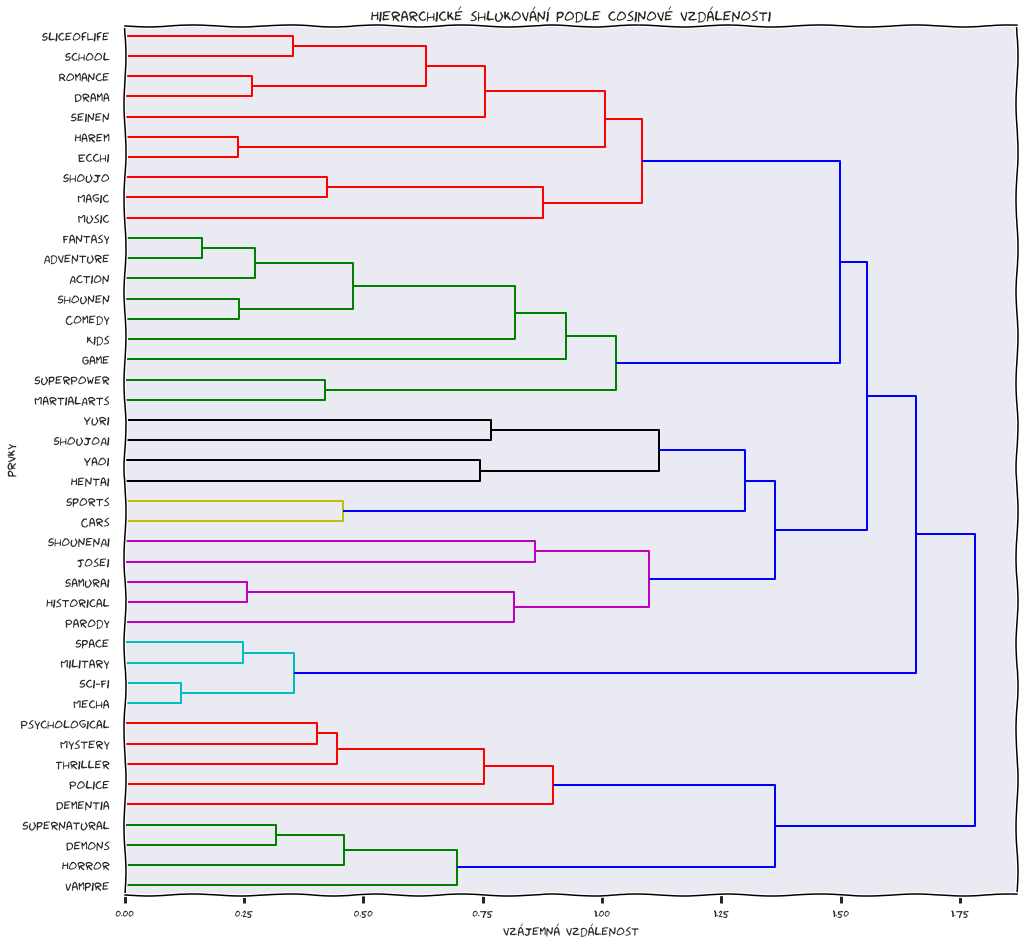 HIERARCHICKÉ SHLUKOVÁNÍ PODLE COSINOVÉ VZDÁLENOSTI
SLICEOFLIFE
SCHOOL
ROMANCE
DRAMA
SEINEN
HAREM
ECCHI
SHOUJO
MAGIC
MUSIC
FANTASY
ADVENTURE
ACTION
SHOUNEN
COMEDY
KIDS
GAME
SUPERPOWER
MARTIALARTS
YURI
SHOUJOAI
YAOI
HENTAI
SPORTS
CARS
SHOUNENAI
JOSEI
SAMURAI
HISTORICAL
PARODY
SPACE
MILITARY
SCI-FI
MECHA
PSYCHOLOGICAL
MYSTERY
THRILLER
POLICE
DEMENTIA
SUPERNATURAL
DEMONS
HORROR
VAMPIRE
PRVKY
0.00 0.25 0.50 0.75 1.00 1.25 1.50 1.75
VZÁJEMNÁ VZDÁLENOST